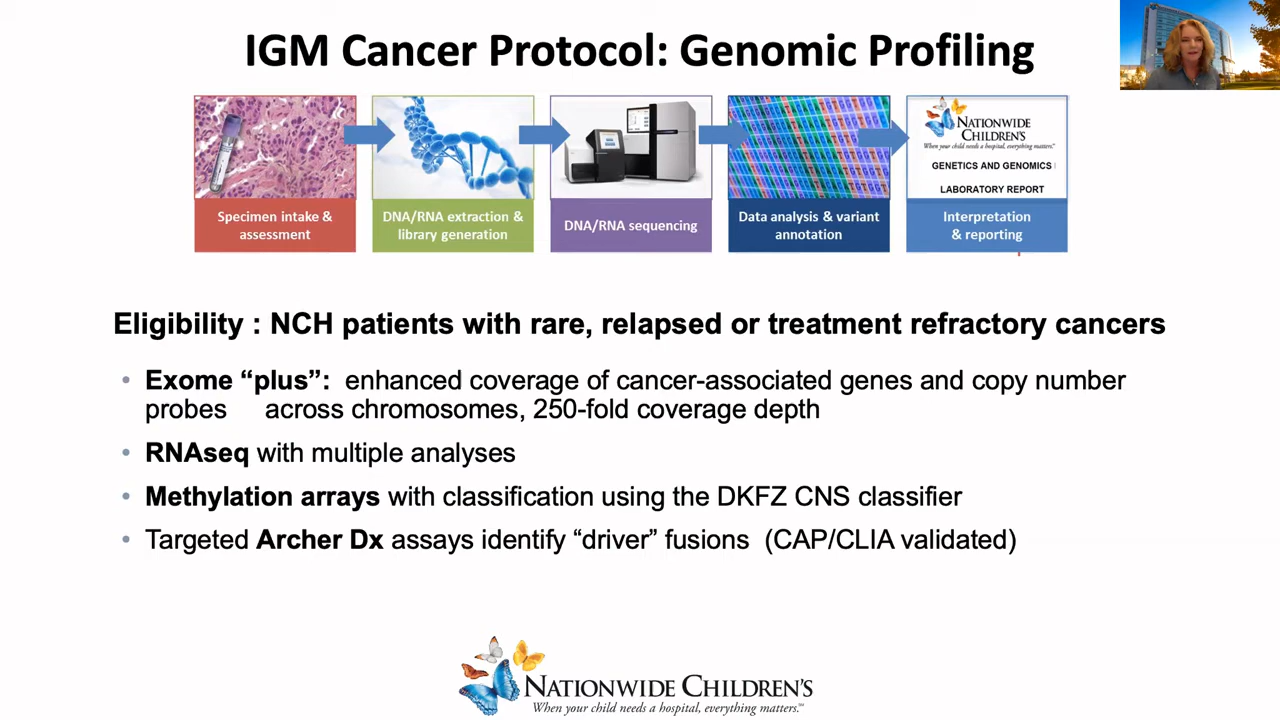 IGM Cancer Protocol: Genomic Profiling
NATIONWIDE
CHILDREN'S
When your child needs a hospital, everything matters.
GENETICS AND GENOMICS
LABORATORY REPORT
Specimen intake &
assessment
DNA/RNA extraction &
library generation
DNA/RNA sequencing
Data analysis & variant
annotation
Interpretation
& reporting
Eligibility : NCH patients with rare, relapsed or treatment refractory cancers
• Exome “plus”: enhanced coverage of cancer-associated genes and copy number
probes across chromosomes, 250-fold coverage depth
• RNAseq with multiple analyses
• Methylation arrays with classification using the DKFZ CNS classifier
• Targeted Archer Dx assays identify “driver” fusions (CAP/CLIA validated)
NATIONWIDE CHILDREN'S
When your child needs a hospital, everything matters.℠